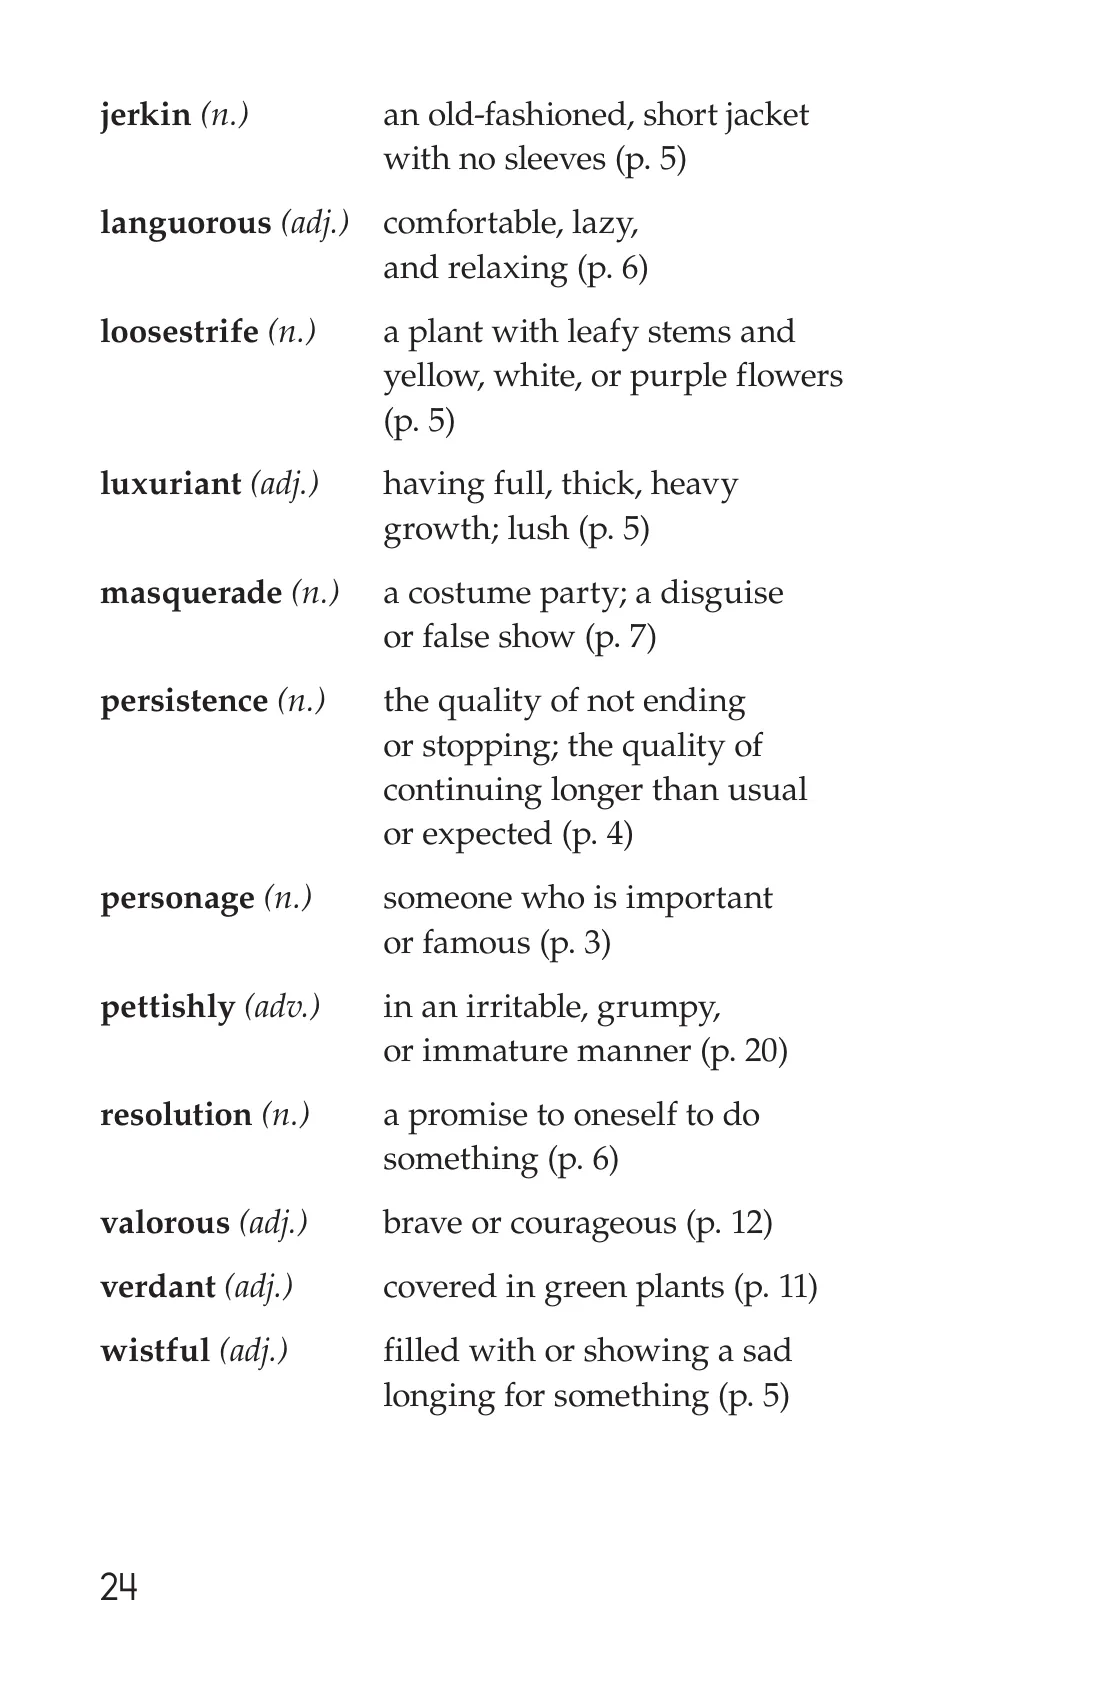 jerkin (n.) an old-fashioned, short jacket
with no sleeves (p. 5)
languorous (adj.) comfortable, lazy,
and relaxing (p. 6)
loosestrife (n.) a plant with leafy stems and
yellow, white, or purple flowers
(p. 5)
luxuriant (adj.) having full, thick, heavy
growth; lush (p. 5)
masquerade (n.) a costume party; a disguise
or false show (p. 7)
persistence (n.) the quality of not ending
or stopping; the quality of
continuing longer than usual
or expected (p. 4)
personage (n.) someone who is important
or famous (p. 3)
pettishly (adv.) in an irritable, grumpy,
or immature manner (p. 20)
resolution (n.) a promise to oneself to do
something (p. 6)
valorous (adj.) brave or courageous (p. 12)
verdant (adj.) covered in green plants (p. 11)
wistful (adj.) filled with or showing a sad
longing for something (p. 5)
24